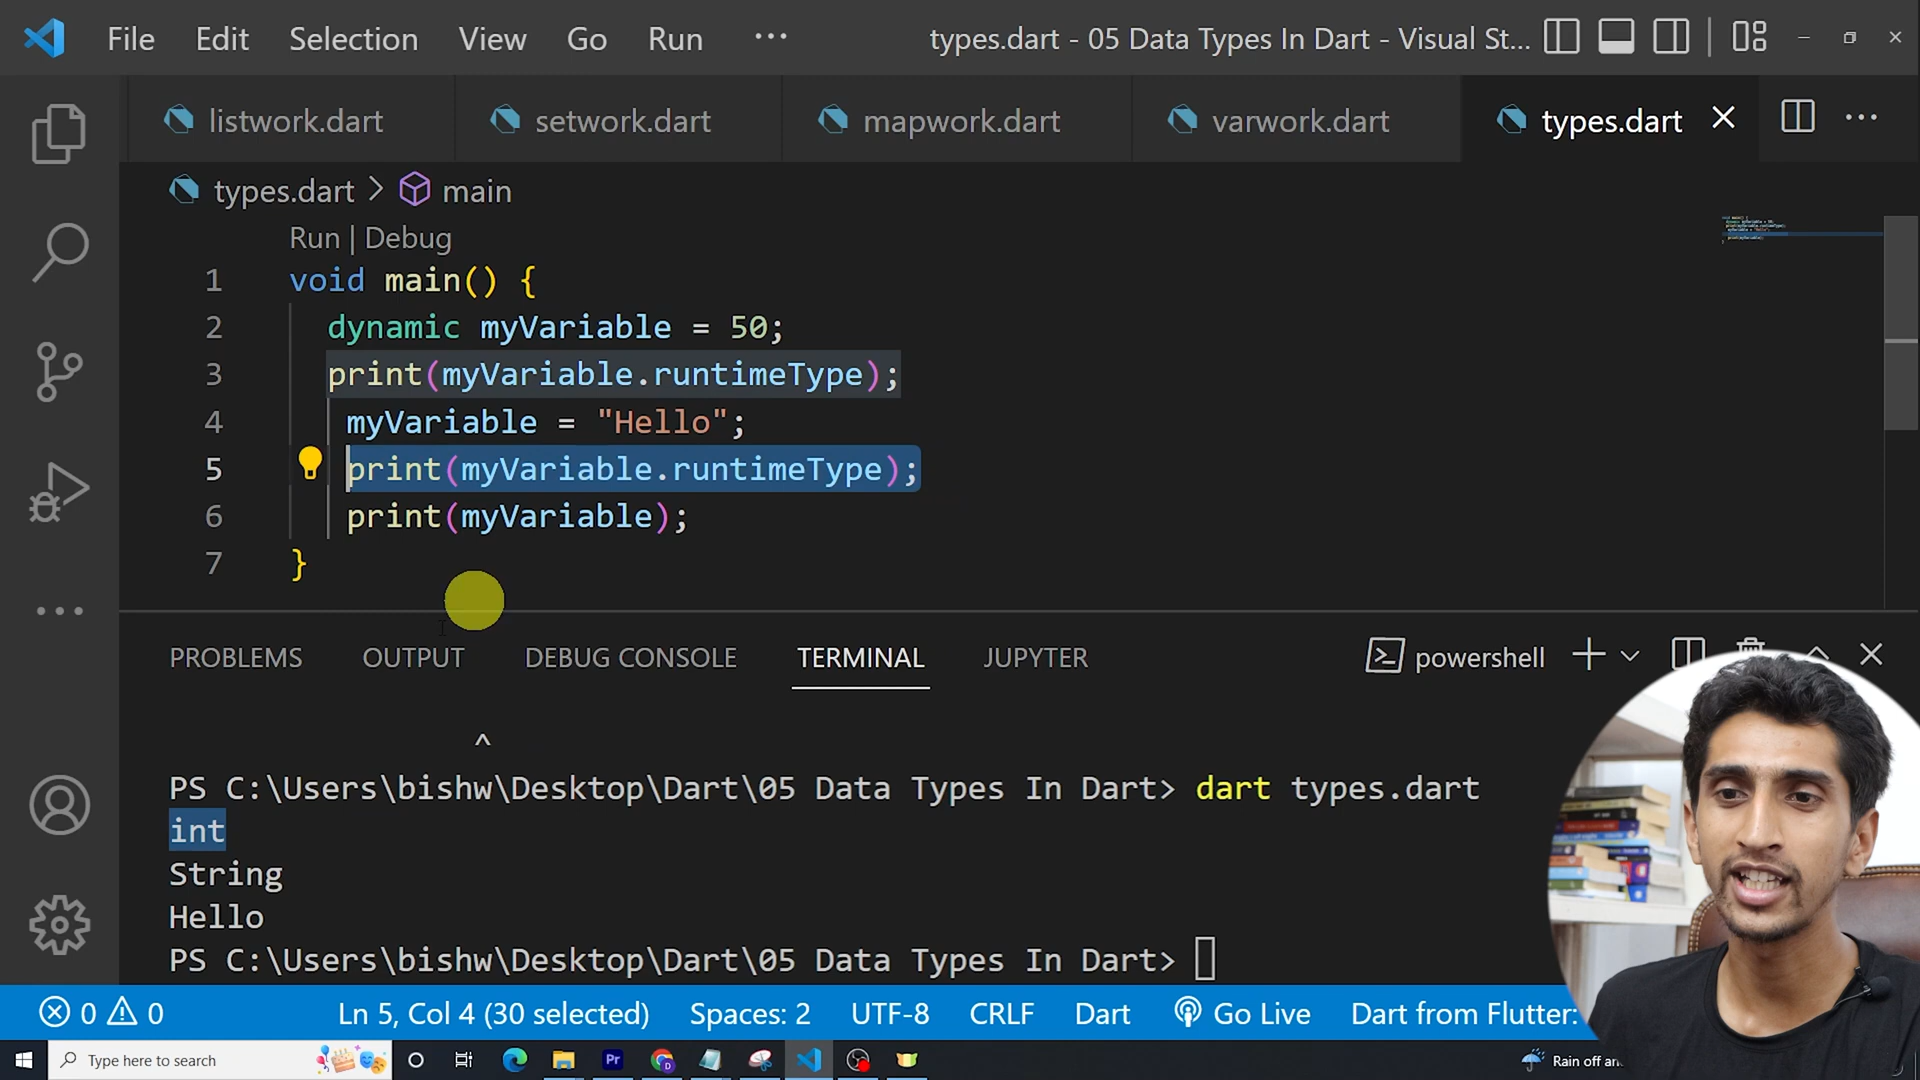 File Edit Selection View Go Run ··· types.dart - 05 Data Types In Dart - Visual St...
listwork.dart setwork.dart mapwork.dart varwork.dart types.dart
types.dart > main
Run | Debug
1 void main() {
2 dynamic myVariable = 50;
3 print(myVariable.runtimeType);
4 myVariable = "Hello";
5 print(myVariable.runtimeType);
6 print(myVariable);
7 }
PROBLEMS OUTPUT DEBUG CONSOLE TERMINAL JUPYTER powershell
^
PS C:\Users\bishw\Desktop\Dart\05 Data Types In Dart> dart types.dart
int
String
Hello
PS C:\Users\bishw\Desktop\Dart\05 Data Types In Dart>
0 0 Ln 5, Col 4 (30 selected) Spaces: 2 UTF-8 CRLF Dart Go Live Dart from Flutter:
Type here to search Pr Rain off